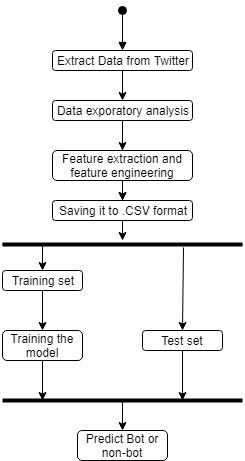 Extract Data from Twitter
Data exporatory analysis
Feature extraction and
feature engineering
Saving it to .CSV format
Training set
Training the
model
Test set
Predict Bot or
non-bot